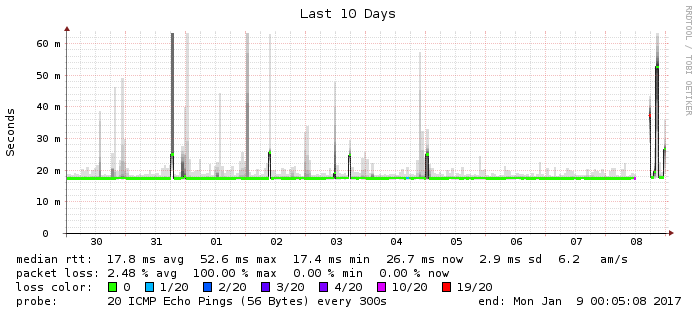 Last 10 Days
RRDTOOL / TOBI OETIKER
Seconds
60 m
50 m
40 m
30 m
20 m
10 m
0
30 31 01 02 03 04 05 06 07 08
median rtt: 17.8 ms avg 52.6 ms max 17.4 ms min 26.7 ms now 2.9 ms sd 6.2 am/s
packet loss: 2.48 % avg 100.00 % max 0.00 % min 0.00 % now
loss color: 0 1/20 2/20 3/20 4/20 10/20 19/20
probe: 20 ICMP Echo Pings (56 Bytes) every 300s end: Mon Jan 9 00:05:08 2017